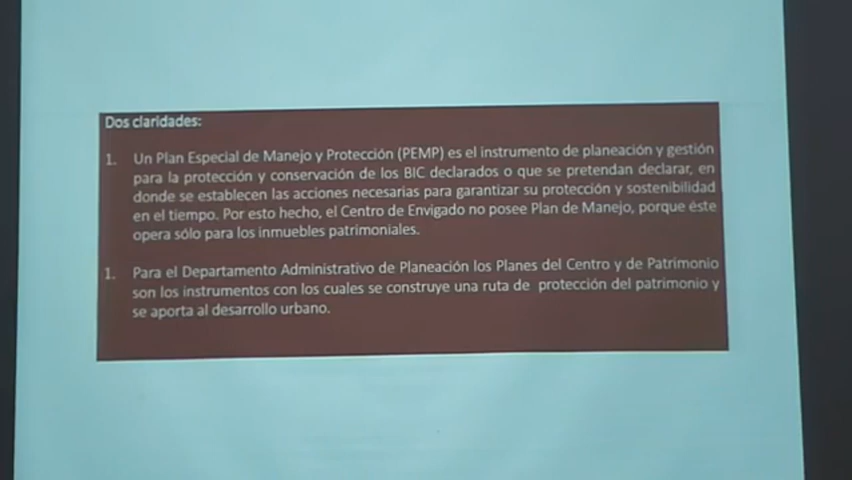 Dos claridades:
1. Un Plan Especial de Manejo y Protección (PEMP) es el instrumento de planeación y gestión
para la protección y conservación de los BIC declarados o que se pretendan declarar, en
donde se establecen las acciones necesarias para garantizar su protección y sostenibilidad
en el tiempo. Por esto hecho, el Centro de Envigado no posee Plan de Manejo, porque éste
opera sólo para los inmuebles patrimoniales.
1. Para el Departamento Administrativo de Planeación los Planes del Centro y de Patrimonio
son los instrumentos con los cuales se construye una ruta de protección del patrimonio y
se aporta al desarrollo urbano.